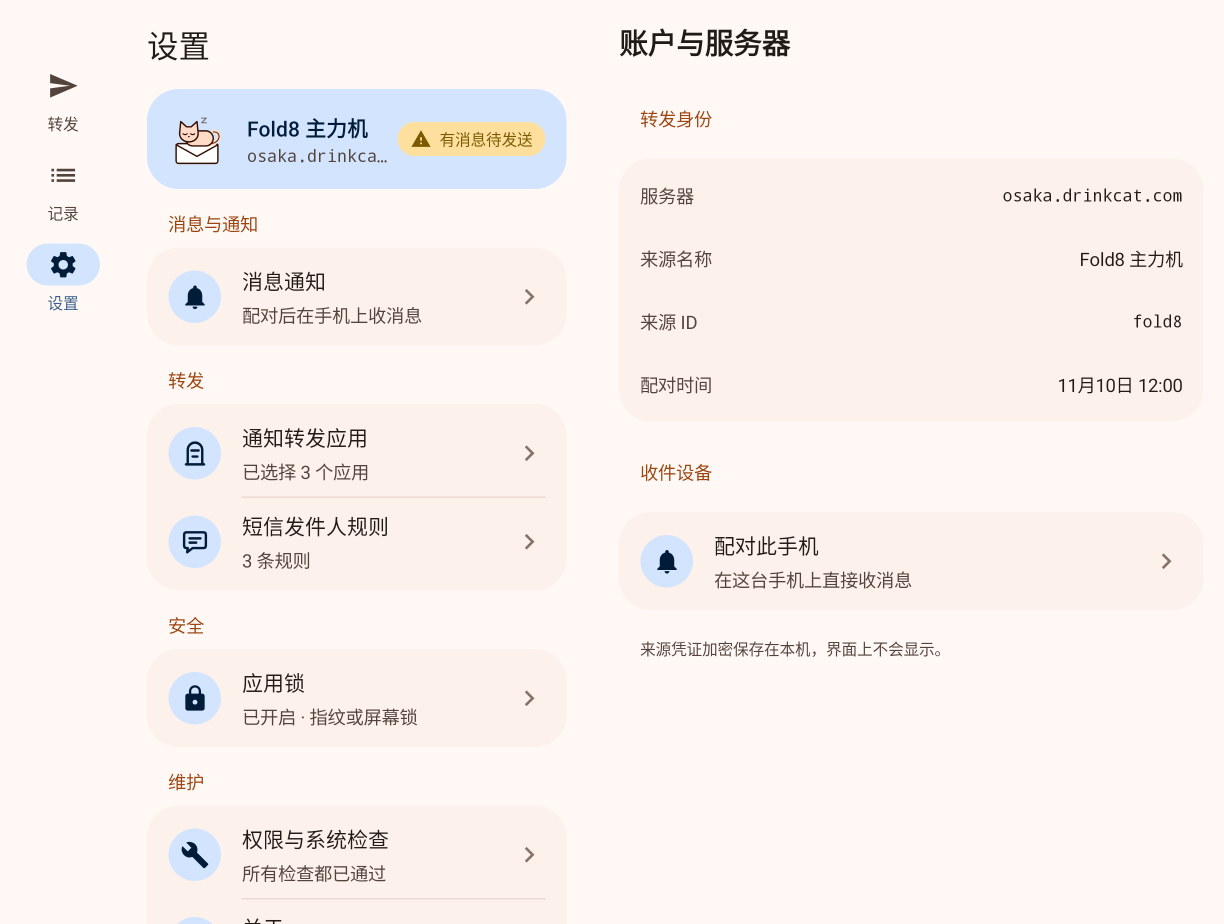 转发
记录
设置
设置
Fold8 主力机
osaka.drinkca…
有消息待发送
消息与通知
消息通知
配对后在手机上收消息
转发
通知转发应用
已选择 3 个应用
短信发件人规则
3 条规则
安全
应用锁
已开启 · 指纹或屏幕锁
维护
权限与系统检查
所有检查都已通过
账户与服务器
转发身份
服务器 osaka.drinkcat.com
来源名称 Fold8 主力机
来源 ID fold8
配对时间 11月10日 12:00
收件设备
配对此手机
在这台手机上直接收消息
来源凭证加密保存在本机，界面上不会显示。